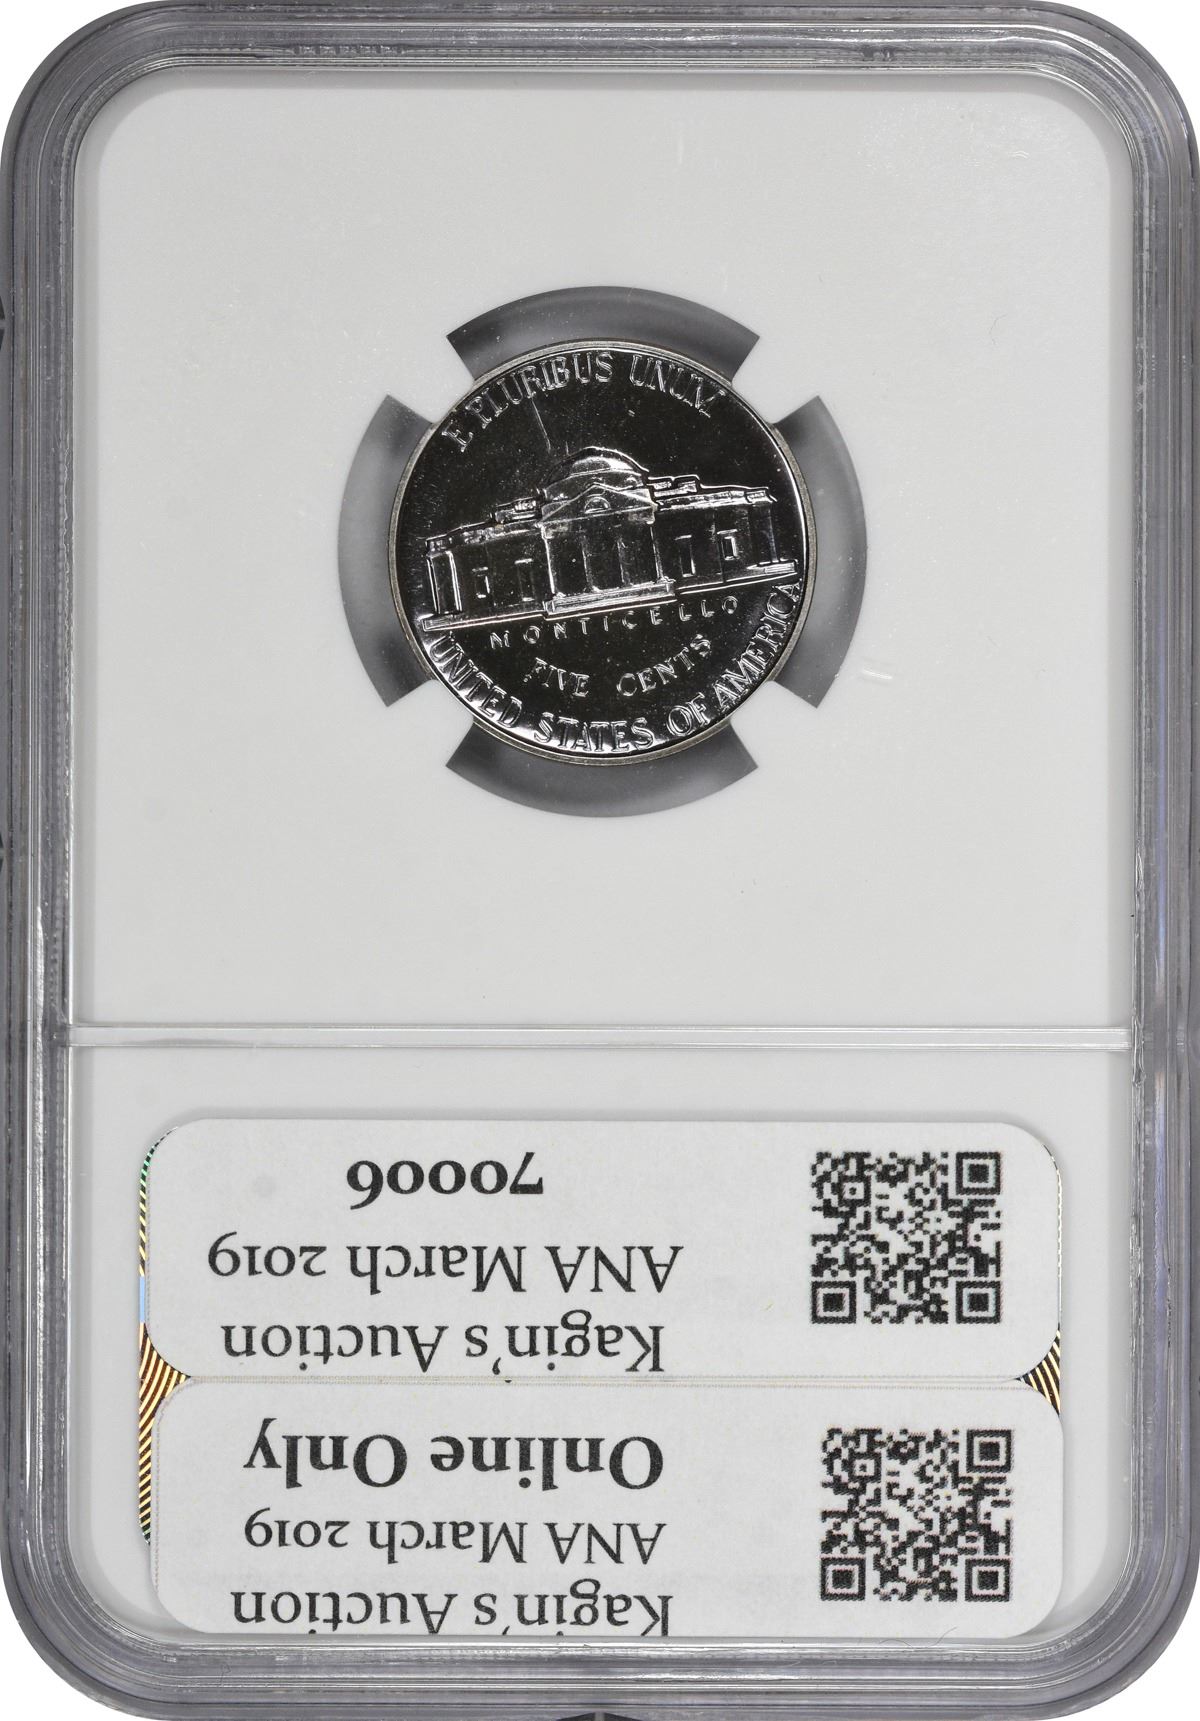 E PLURIBUS UNUM
MONTICELLO
FIVE CENTS
UNITED STATES OF AMERICA
Kagin's Auction
ANA March 2019
Online Only
Kagin's Auction
ANA March 2019
70006